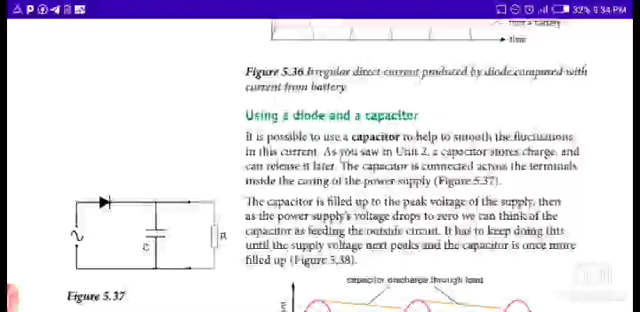 32% 9:34 PM
from a battery
time
Figure 5.36 Irregular direct current produced by diode compared with
current from battery
Using a diode and a capacitor
It is possible to use a capacitor to help to smooth the fluctuations
in this current. As you saw in Unit 2, a capacitor stores charge, and
can release it later. The capacitor is connected across the terminals
inside the casing of the power supply (Figure 5.37).
The capacitor is filled up to the peak voltage of the supply, then
as the power supply's voltage drops to zero we can think of the
capacitor as feeding the outside circuit. It has to keep doing this
until the supply voltage next peaks and the capacitor is once more
filled up (Figure 5.38).
C
R
Figure 5.37
capacitor discharge through load